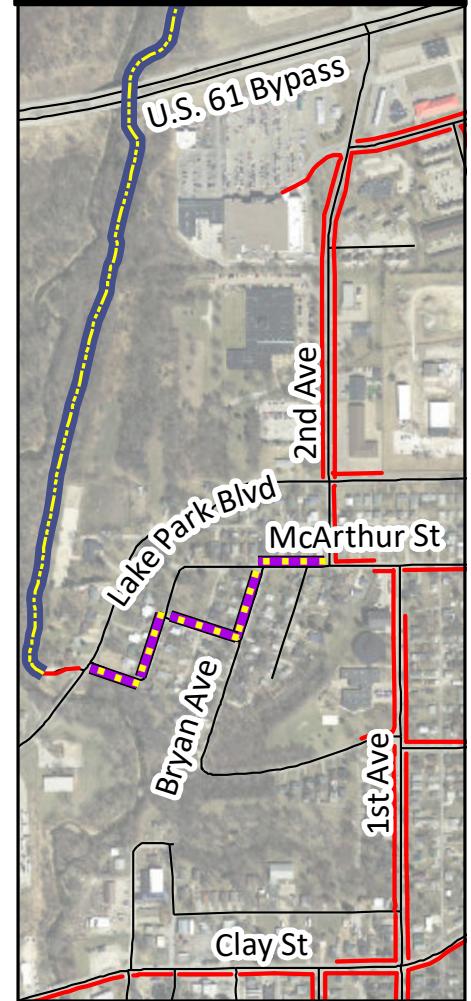 U.S. 61 Bypass
2nd Ave
Lake Park Blvd
McArthur St
Bryan Ave
1st Ave
Clay St